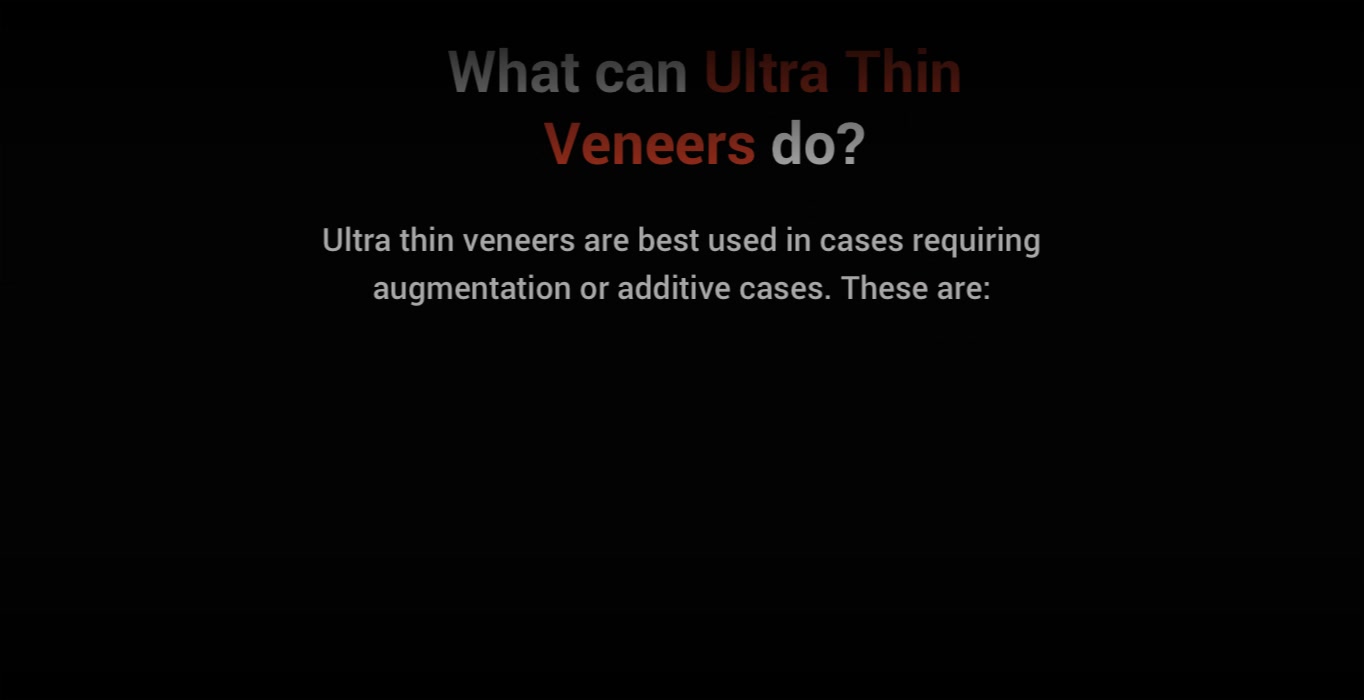 What can Ultra Thin
Veneers do?
Ultra thin veneers are best used in cases requiring
augmentation or additive cases. These are: